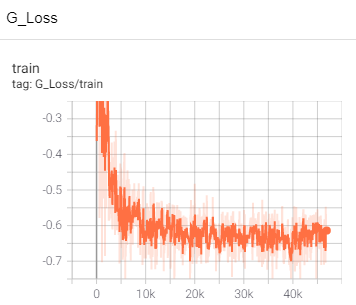 G_Loss
train
tag: G_Loss/train
-0.3
-0.4
-0.5
-0.6
-0.7
0 10k 20k 30k 40k